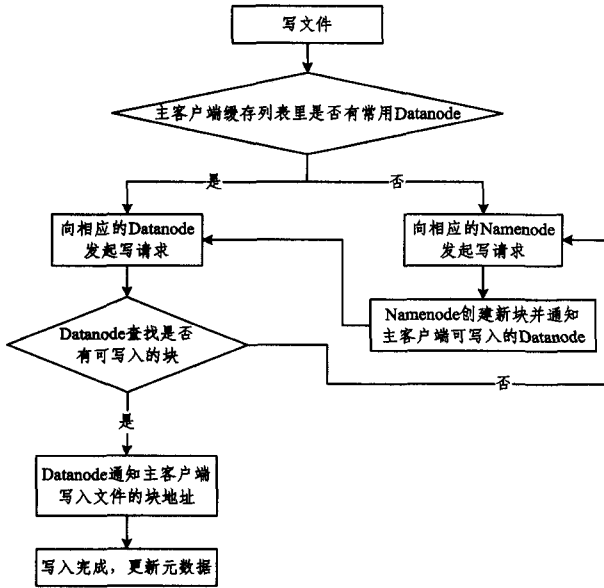 写文件
主客户端缓存列表里是否有常用Datanode
是
否
向相应的Datanode
发起写请求
向相应的Namenode
发起写请求
Namenode创建新块并通知
主客户端可写入的Datanode
Datanode查找是否
有可写入的块
否
是
Datanode通知主客户端
写入文件的块地址
写入完成，更新元数据